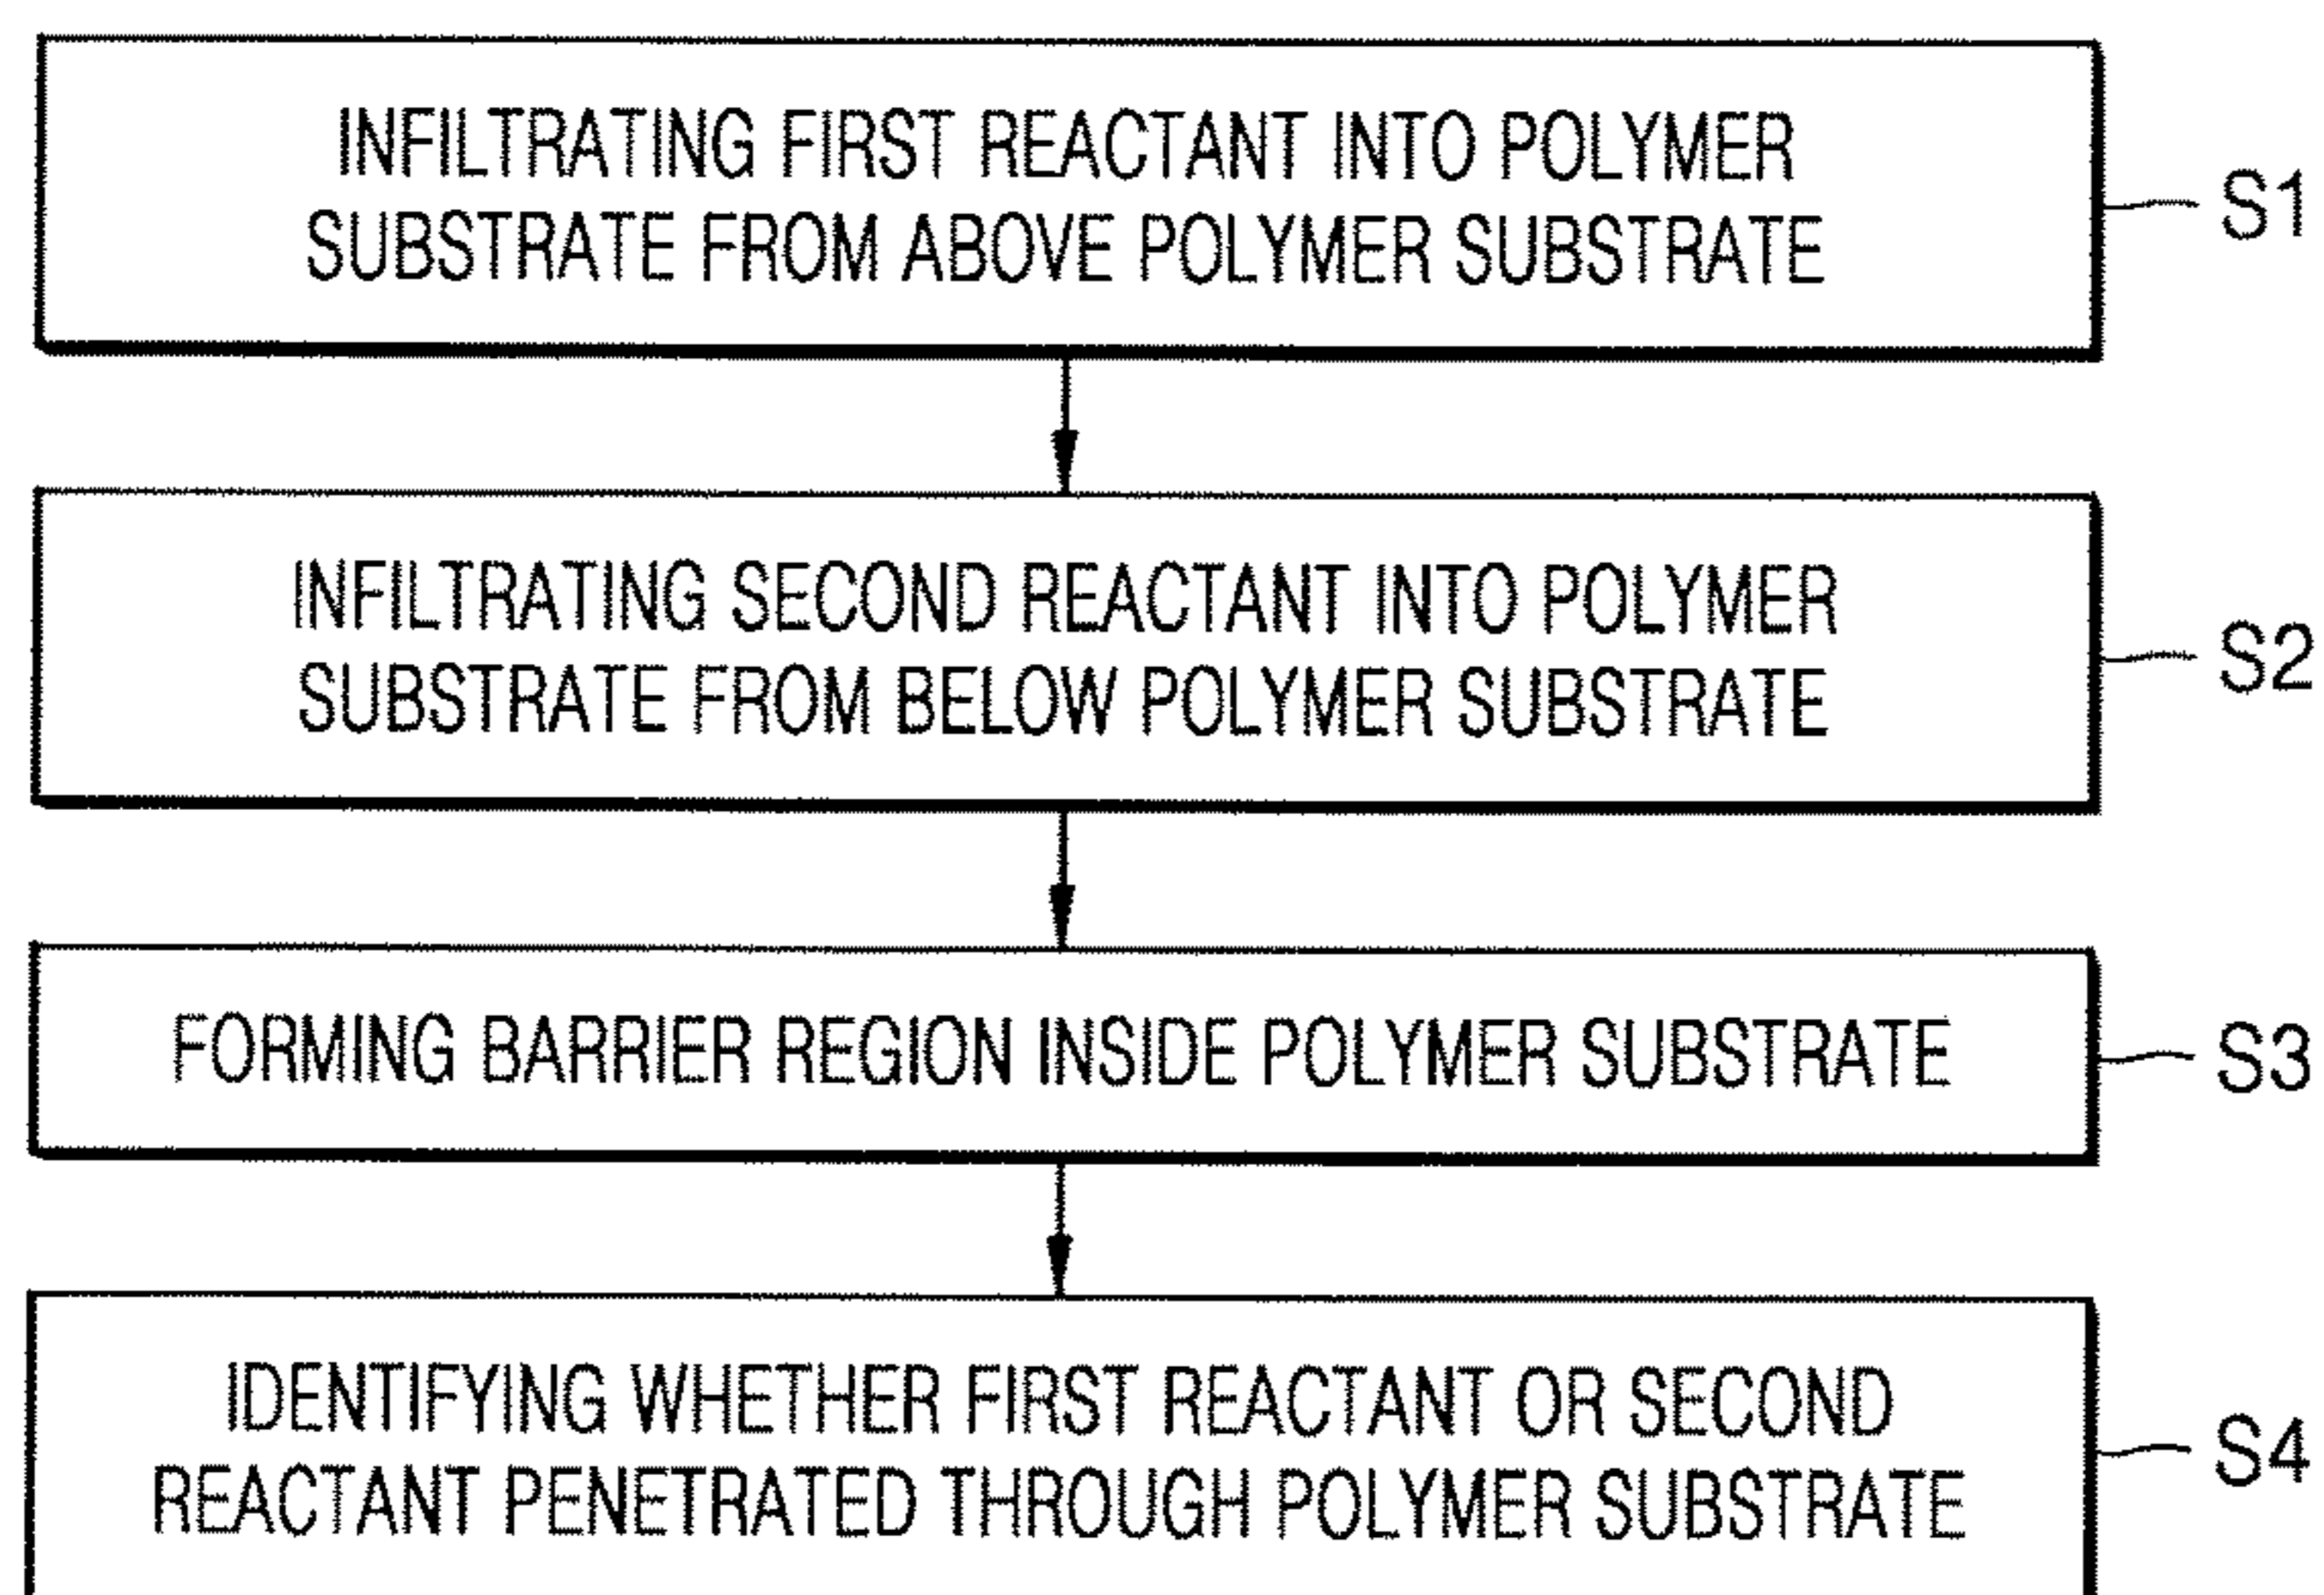 INFILTRATING FIRST REACTANT INTO POLYMER
SUBSTRATE FROM ABOVE POLYMER SUBSTRATE
S1
INFILTRATING SECOND REACTANT INTO POLYMER
SUBSTRATE FROM BELOW POLYMER SUBSTRATE
S2
FORMING BARRIER REGION INSIDE POLYMER SUBSTRATE
S3
IDENTIFYING WHETHER FIRST REACTANT OR SECOND
REACTANT PENETRATED THROUGH POLYMER SUBSTRATE
S4